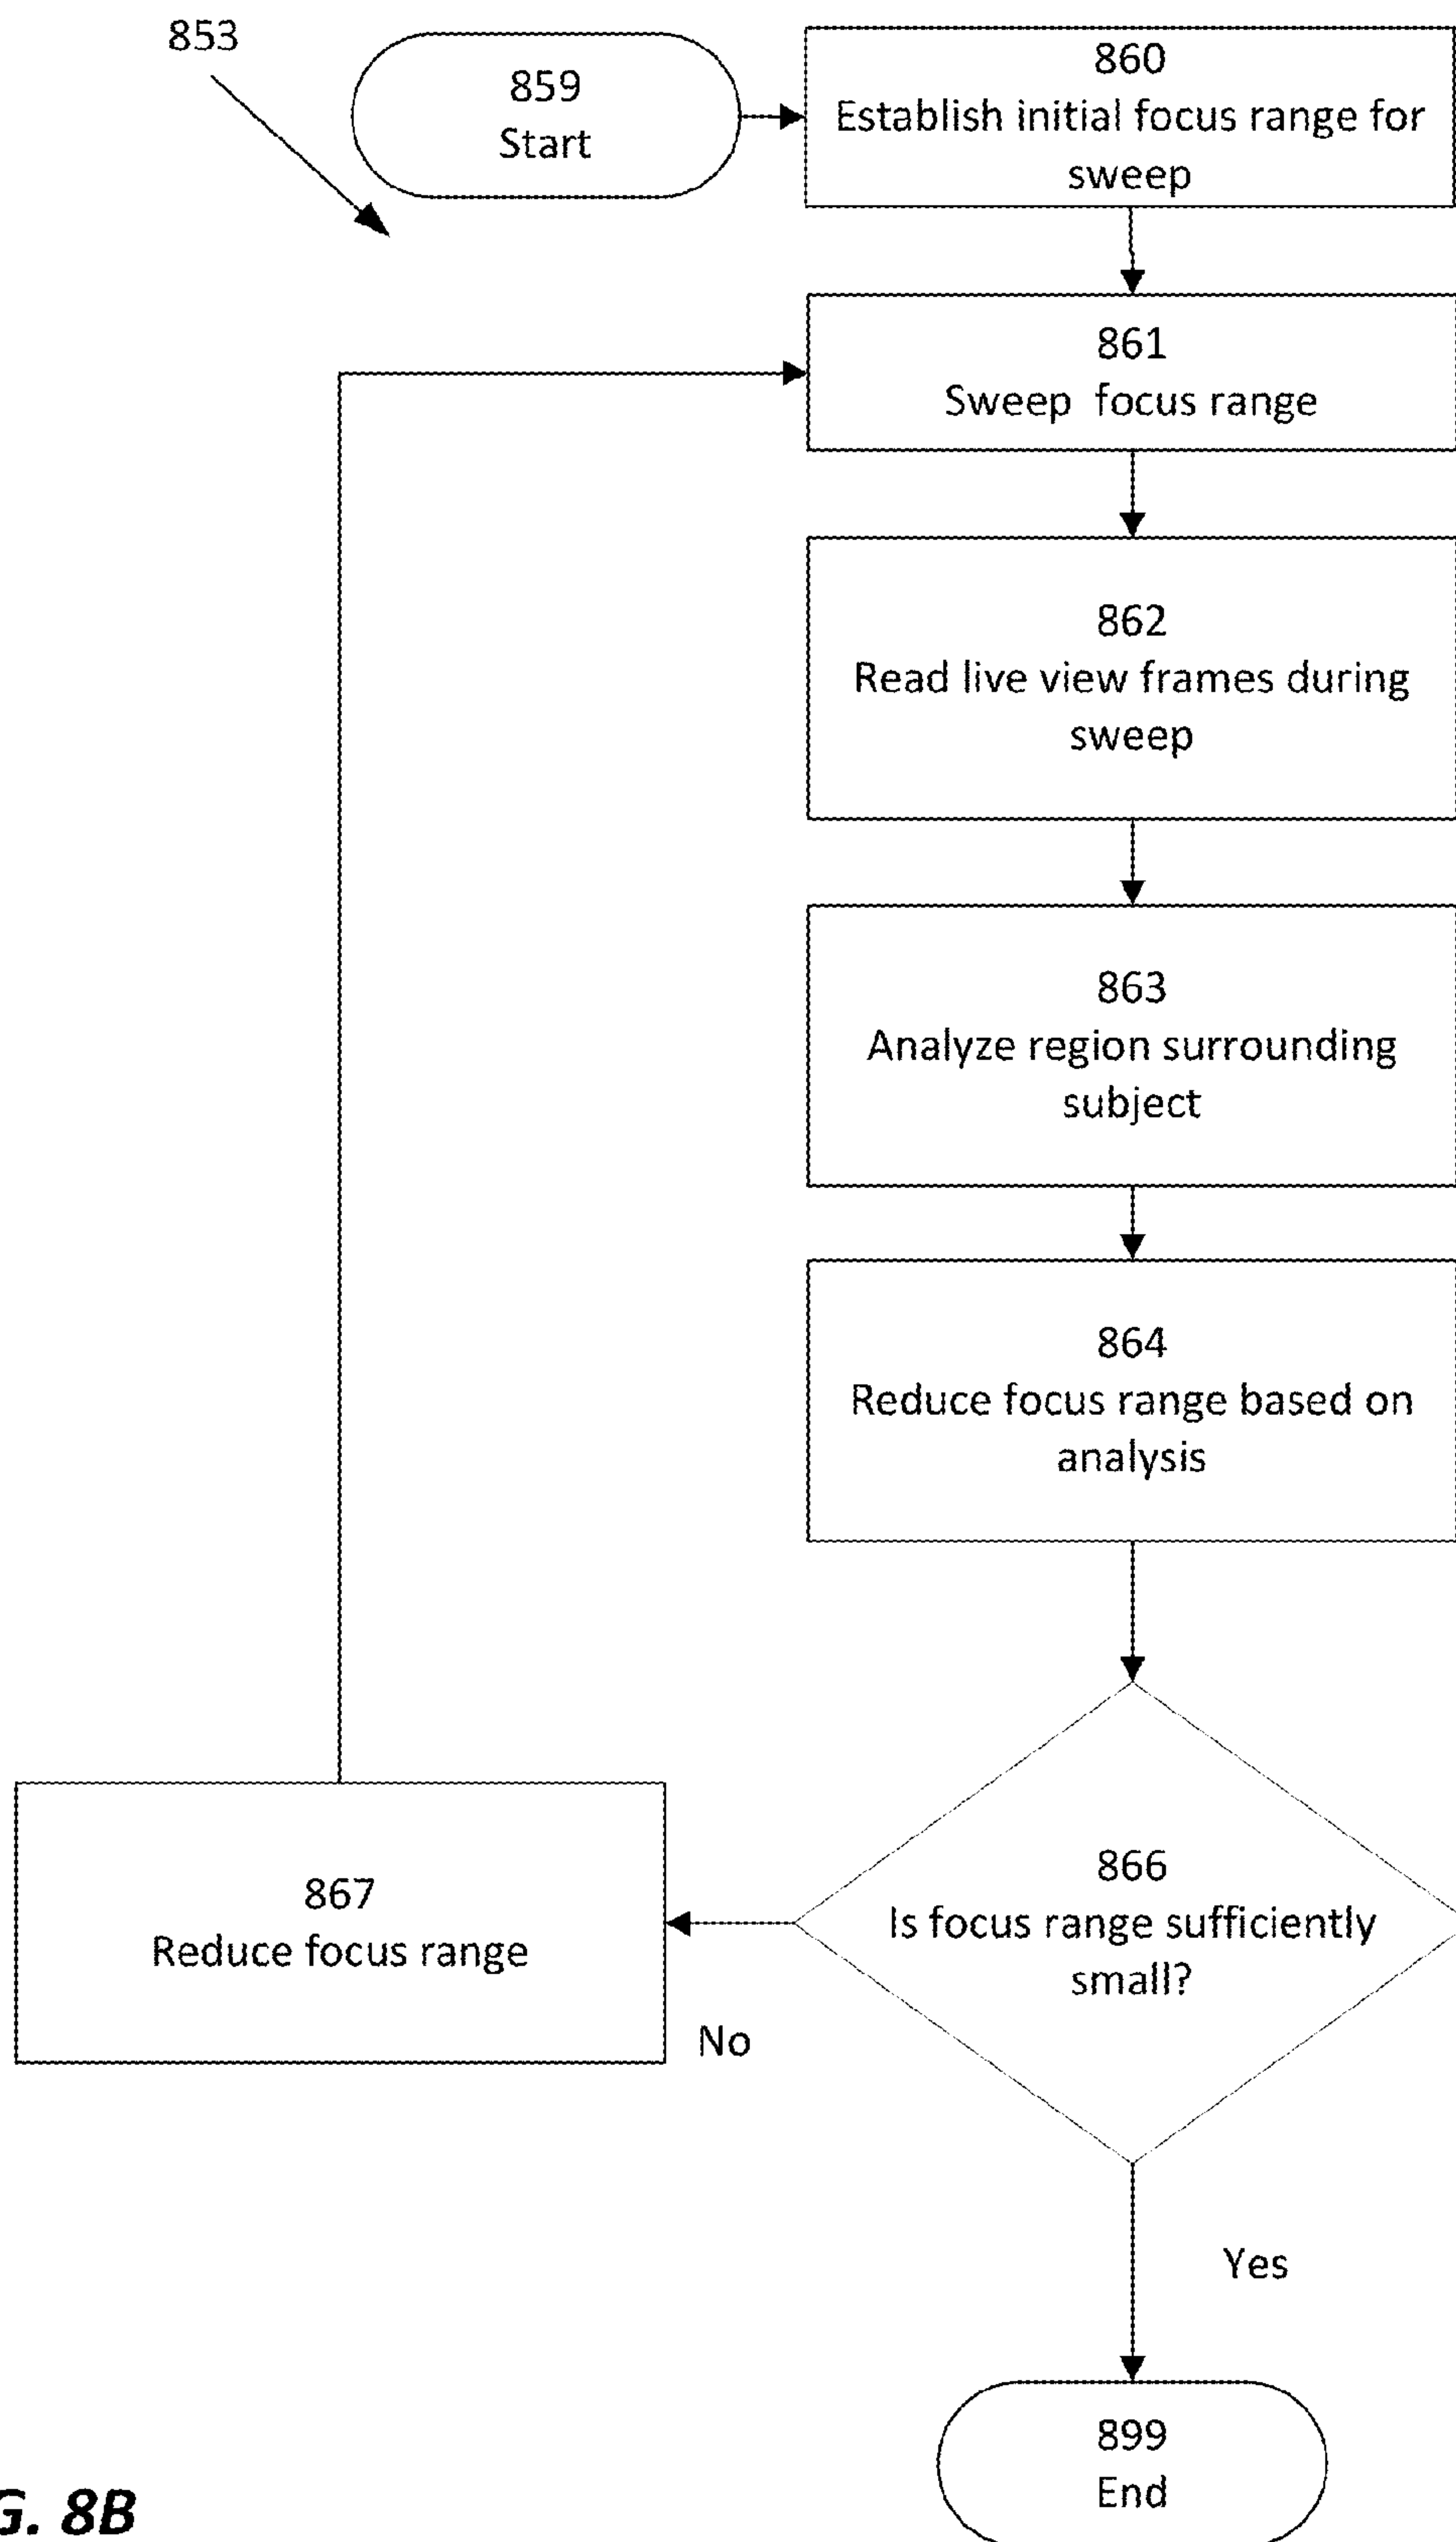 853
859
Start
860
Establish initial focus range for
sweep
861
Sweep focus range
862
Read live view frames during
sweep
863
Analyze region surrounding
subject
864
Reduce focus range based on
analysis
866
Is focus range sufficiently
small?
867
Reduce focus range
No
Yes
899
End
G. 8B